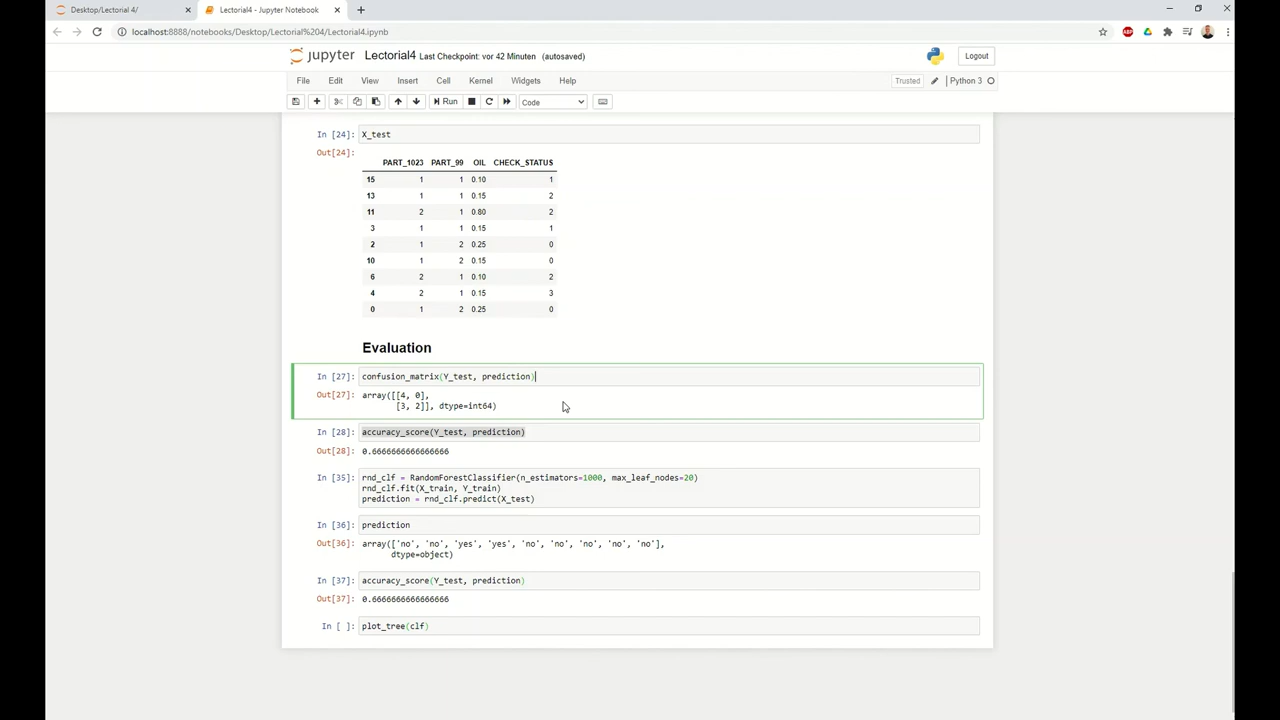 Desktop/Lectorial 4/
Lectorial4 - Jupyter Notebook
localhost:8888/notebooks/Desktop/Lectorial%204/Lectorial4.ipynb
jupyter Lectorial4 Last Checkpoint: vor 42 Minuten (autosaved)
Logout
File Edit View Insert Cell Kernel Widgets Help
Trusted
Python 3
Run
Code
In [24]: X_test
Out[24]:
PART_1023 PART_99 OIL CHECK_STATUS
15 1 1 0.10 1
13 1 1 0.15 2
11 2 1 0.80 2
3 1 1 0.15 1
2 1 2 0.25 0
10 1 2 0.15 0
6 2 1 0.10 2
4 2 1 0.15 3
0 1 2 0.25 0
Evaluation
In [27]: confusion_matrix(Y_test, prediction)
Out[27]: array([[4, 0],
[3, 2]], dtype=int64)
In [28]: accuracy_score(Y_test, prediction)
Out[28]: 0.6666666666666666
In [35]: rnd_clf = RandomForestClassifier(n_estimators=1000, max_leaf_nodes=20)
rnd_clf.fit(X_train, Y_train)
prediction = rnd_clf.predict(X_test)
In [36]: prediction
Out[36]: array(['no', 'no', 'yes', 'yes', 'no', 'no', 'no', 'no', 'no'],
dtype=object)
In [37]: accuracy_score(Y_test, prediction)
Out[37]: 0.6666666666666666
In [ ]: plot_tree(clf)